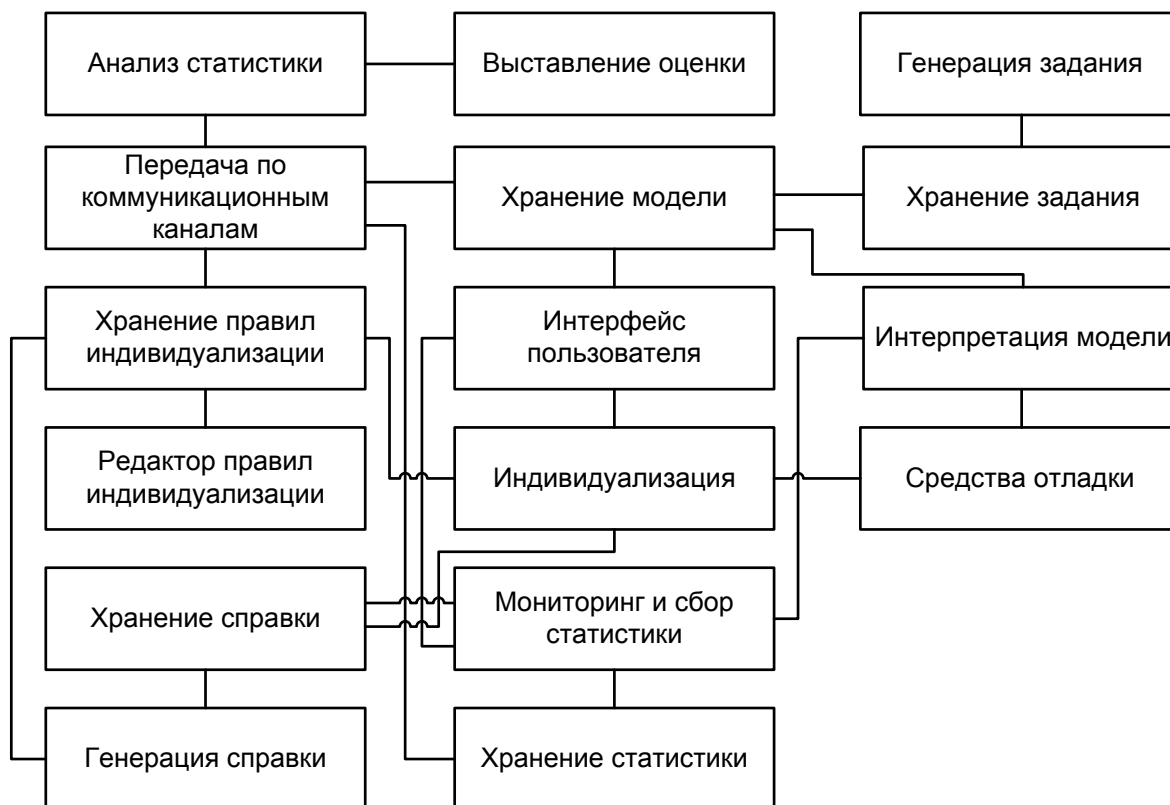 Анализ статистики
Выставление оценки
Генерация задания
Передача по
коммуникационным
каналам
Хранение модели
Хранение задания
Хранение правил
индивидуализации
Интерфейс
пользователя
Интерпретация модели
Редактор правил
индивидуализации
Индивидуализация
Средства отладки
Хранение справки
Мониторинг и сбор
статистики
Генерация справки
Хранение статистики